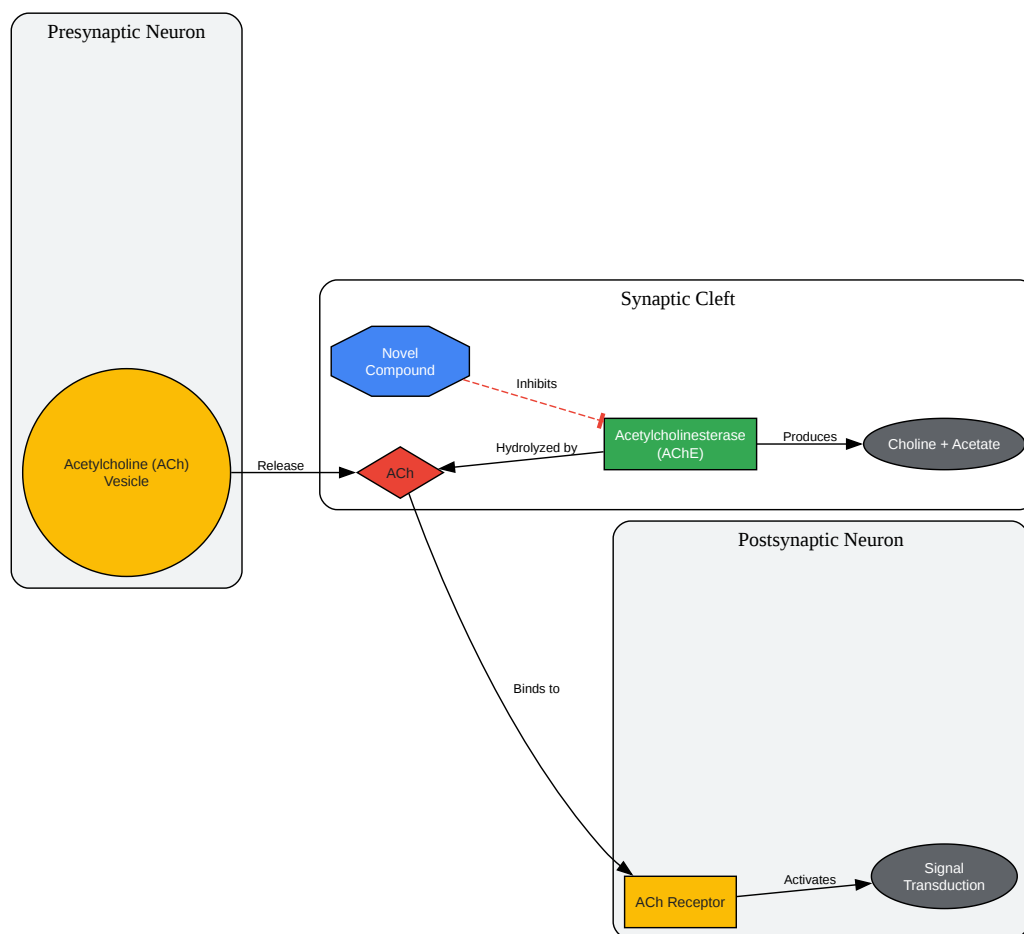 Presynaptic Neuron
Synaptic Cleft
Novel
Compound
Inhibits
Acetylcholinesterase
(AChE)
Hydrolyzed by
Produces
Choline + Acetate
Acetylcholine (ACh)
Vesicle
Release
ACh
Postsynaptic Neuron
Binds to
ACh Receptor
Activates
Signal
Transduction